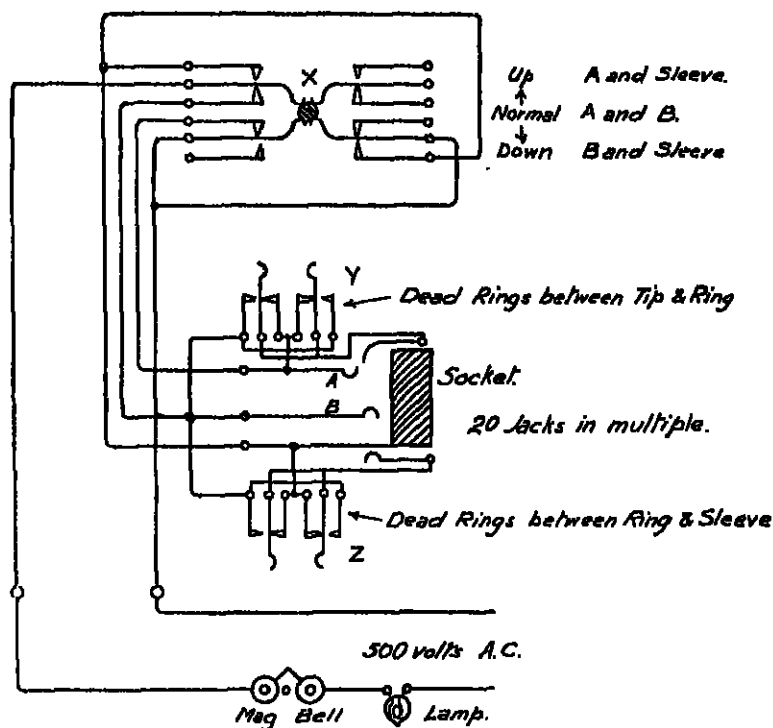 X
Up A and Sleeve.
Normal A and B.
Down B and Sleeve
Y
Dead Rings between Tip & Ring
A
Socket.
B
20 Jacks in multiple.
Dead Rings between Ring & Sleeve
Z
500 volts A.C.
Mag Bell Lamp.